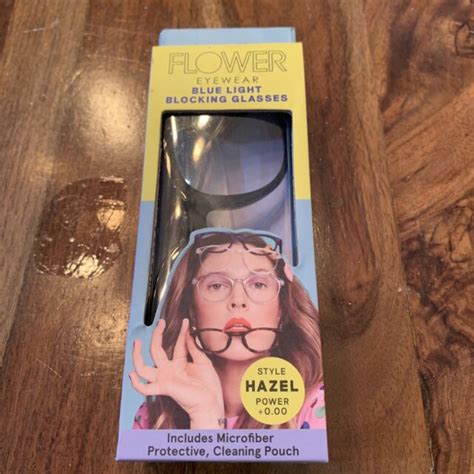 FLOWER
EYEWEAR
BLUE LIGHT
BLOCKING GLASSES
STYLE
HAZEL
POWER
+0.00
Includes Microfiber
Protective, Cleaning Pouch